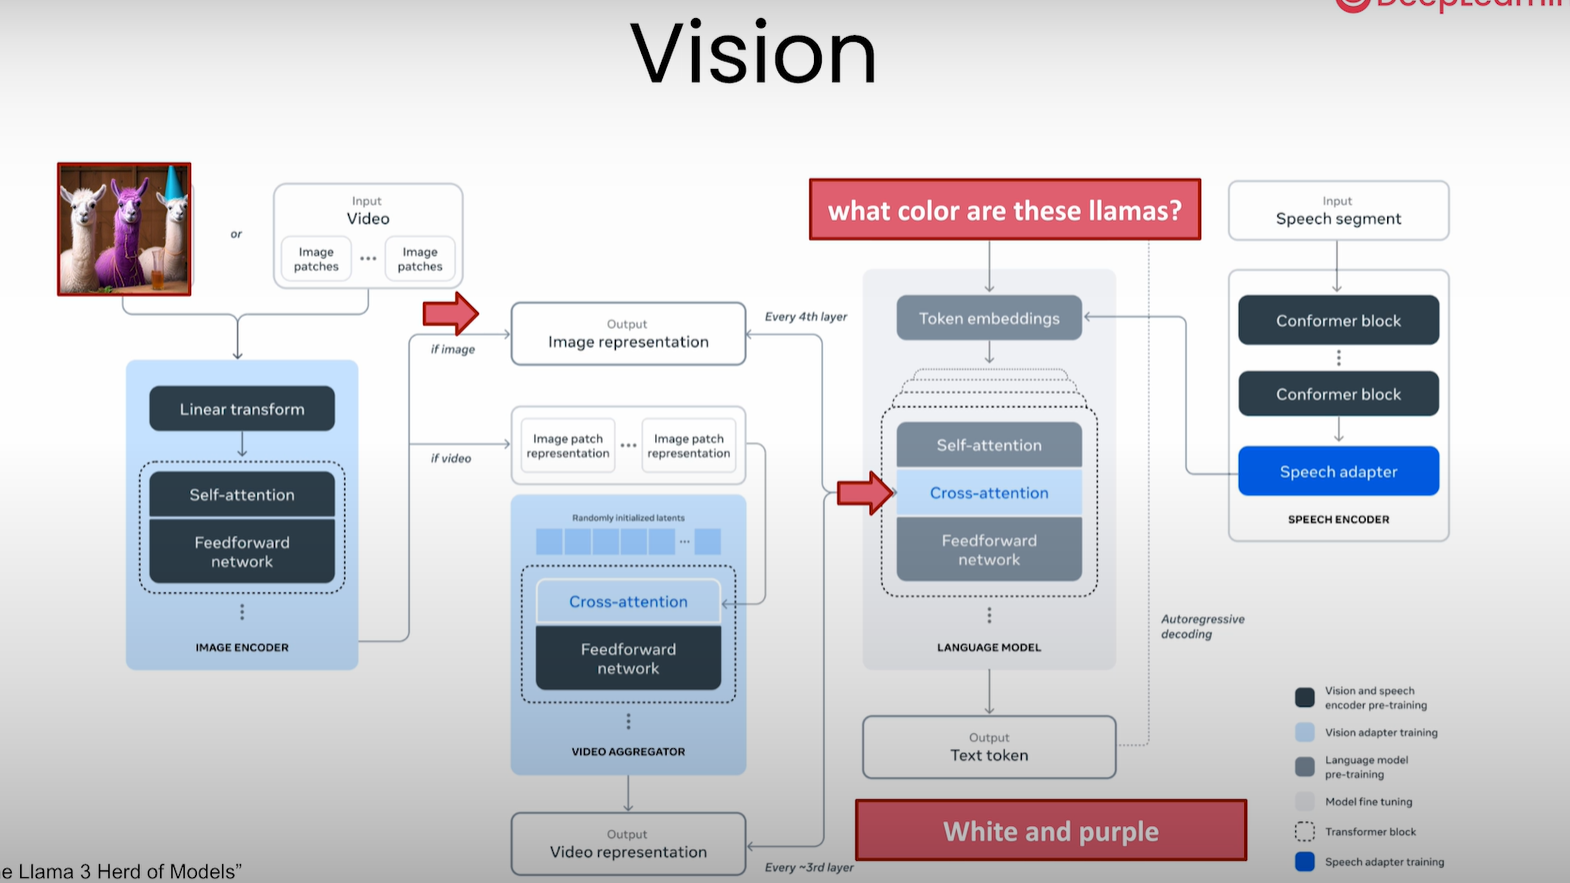 Vision
Input
Video
or
Image
patches
•••
Image
patches
what color are these llamas?
Input
Speech segment
Output
Image representation
if image
Every 4th layer
Token embeddings
Conformer block
Conformer block
Linear transform
Image patch
representation
•••
Image patch
representation
if video
Self-attention
Cross-attention
Feedforward
network
Speech adapter
SPEECH ENCODER
Self-attention
Feedforward
network
IMAGE ENCODER
Randomly initialized latents
...
Cross-attention
Feedforward
network
VIDEO AGGREGATOR
LANGUAGE MODEL
Autoregressive
decoding
Output
Text token
Output
Video representation
Every ~3rd layer
White and purple
Vision and speech
encoder pre-training
Vision adapter training
Language model
pre-training
Model fine tuning
Transformer block
Speech adapter training
Llama 3 Herd of Models”